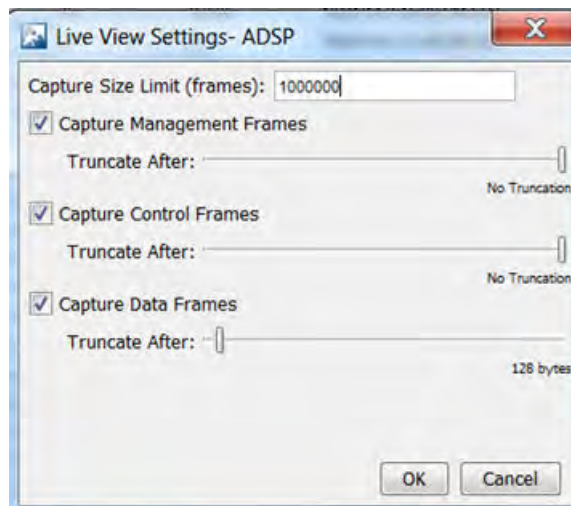 Live View Settings- ADSP
Capture Size Limit (frames): 1000000
Capture Management Frames
Truncate After:
No Truncation
Capture Control Frames
Truncate After:
No Truncation
Capture Data Frames
Truncate After:
128 bytes
OK Cancel